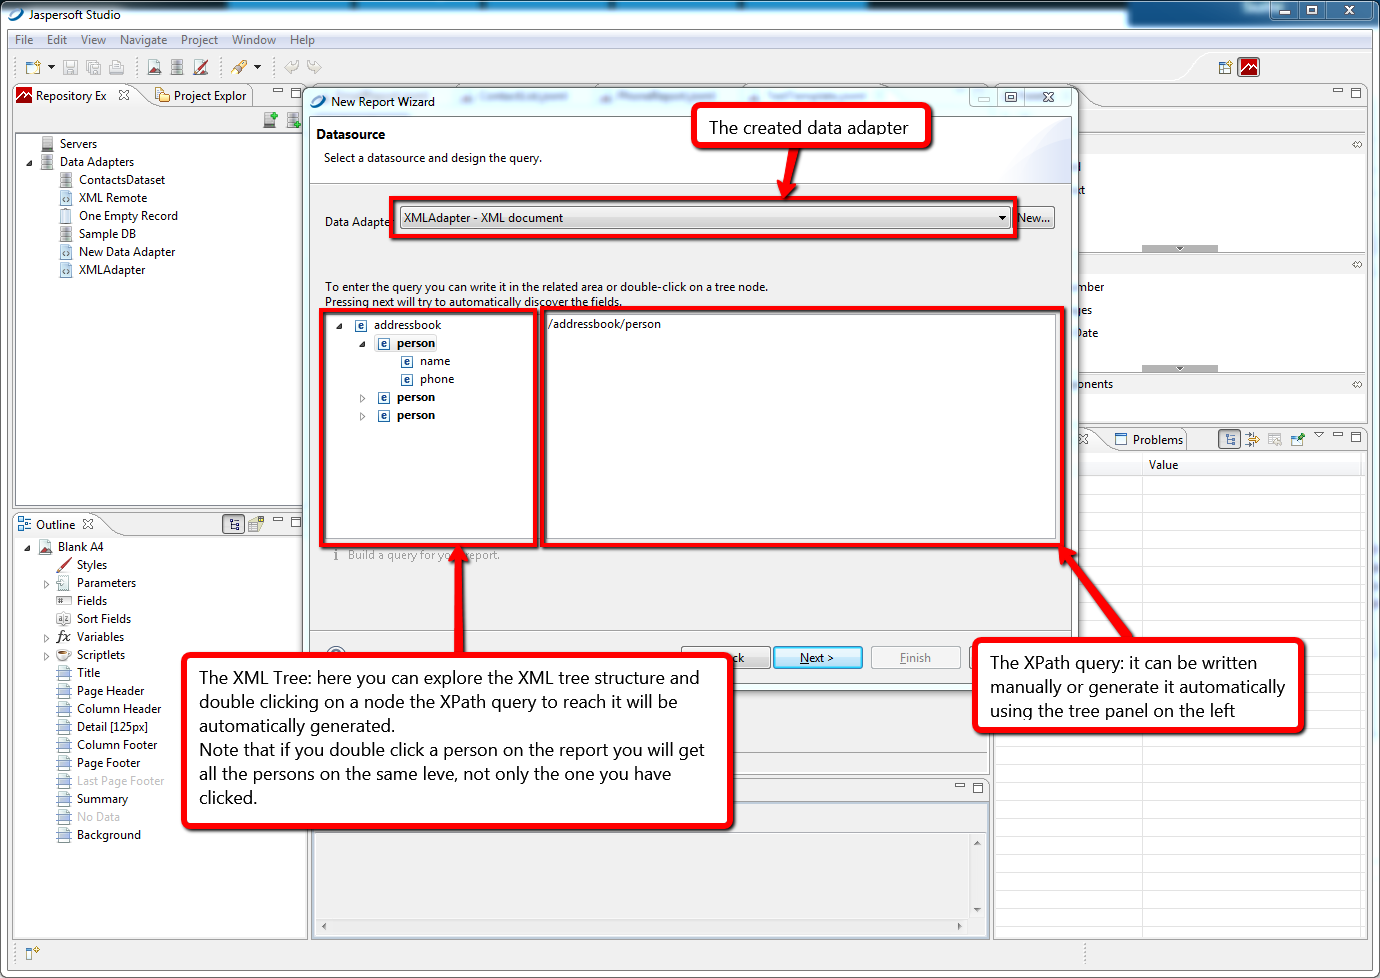 Jaspersoft Studio
File Edit View Navigate Project Window Help
Repository Ex
Project Explor
Servers
Data Adapters
ContactsDataset
XML Remote
One Empty Record
Sample DB
New Data Adapter
XMLAdapter
Outline
Blank A4
Styles
Parameters
Fields
Sort Fields
Variables
Scriptlets
Title
Page Header
Column Header
Detail [125px]
Column Footer
Page Footer
Last Page Footer
Summary
No Data
Background
New Report Wizard
Datasource
Select a datasource and design the query.
The created data adapter
Data Adapte
XMLAdapter - XML document
New...
To enter the query you can write it in the related area or double-click on a tree node.
Pressing next will try to automatically discover the fields.
addressbook
person
name
phone
person
person
/addressbook/person
Build a query for your report.
ck
Next >
Finish
The XML Tree: here you can explore the XML tree structure and
double clicking on a node the XPath query to reach it will be
automatically generated.
Note that if you double click a person on the report you will get
all the persons on the same leve, not only the one you have
clicked.
The XPath query: it can be written
manually or generate it automatically
using the tree panel on the left
xt
mber
ges
Date
onents
Problems
Value